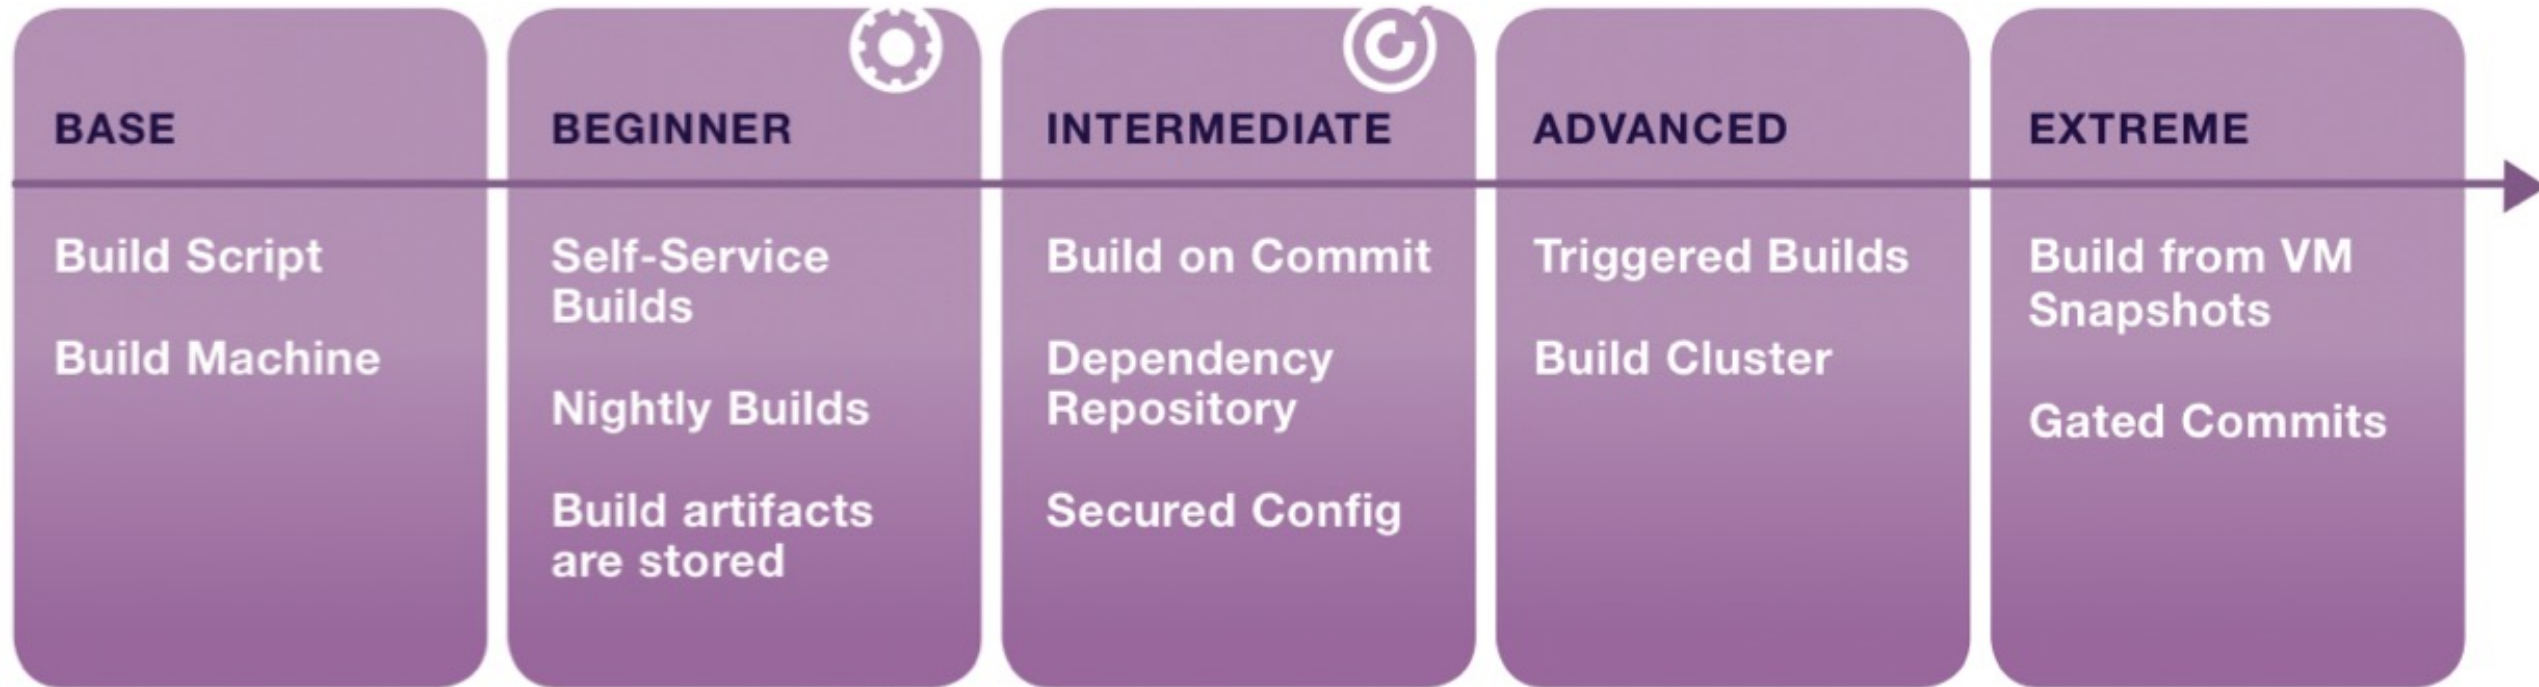 BASE
Build Script
Build Machine
BEGINNER
Self-Service
Builds
Nightly Builds
Build artifacts
are stored
INTERMEDIATE
Build on Commit
Dependency
Repository
Secured Config
ADVANCED
Triggered Builds
Build Cluster
EXTREME
Build from VM
Snapshots
Gated Commits